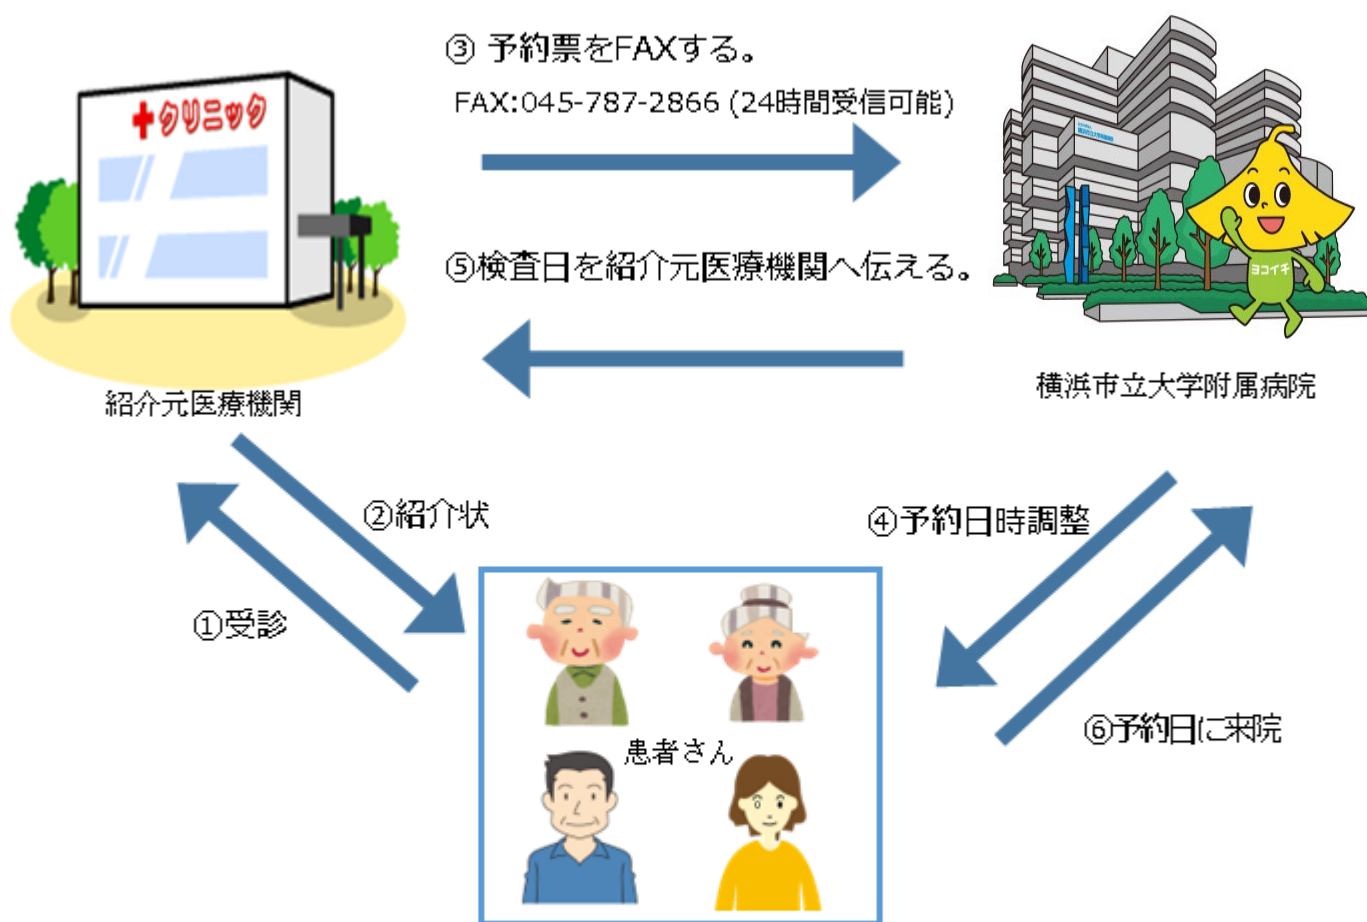 ③ 予約票をFAXする。
FAX:045-787-2866 (24時間受信可能)
クリニック
ヨコイチ
⑤検査日を紹介元医療機関へ伝える。
紹介元医療機関
横浜市立大学附属病院
②紹介状
④予約日時調整
①受診
⑥予約日に来院
患者さん